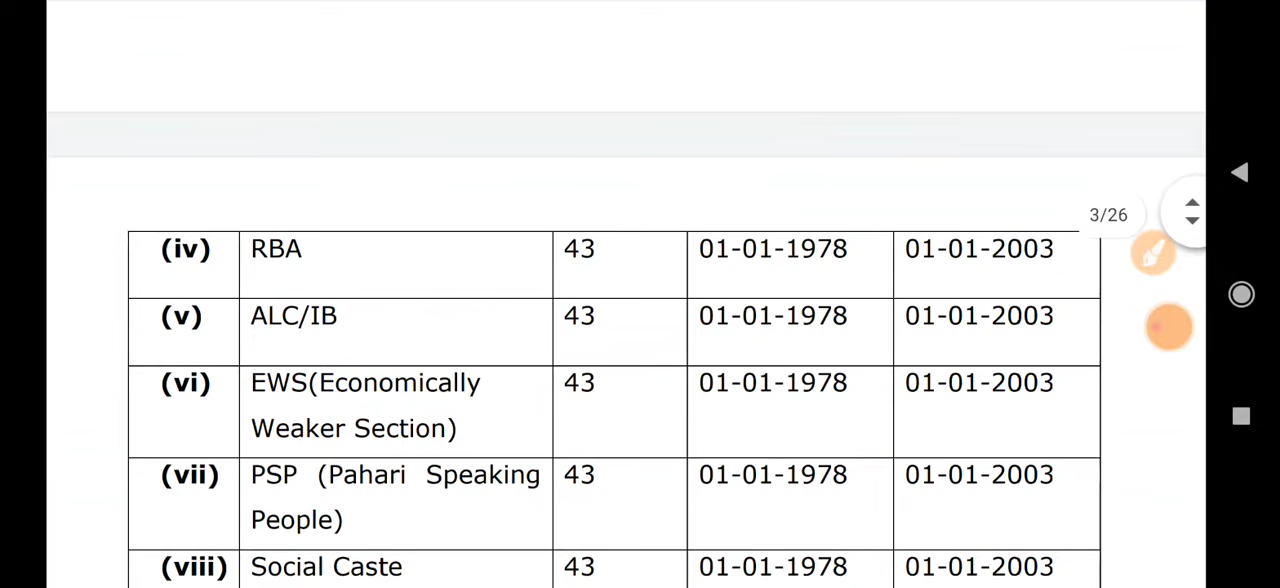 3/26
(iv) RBA 43 01-01-1978 01-01-2003
(v) ALC/IB 43 01-01-1978 01-01-2003
(vi) EWS(Economically 43 01-01-1978 01-01-2003
Weaker Section)
(vii) PSP (Pahari Speaking 43 01-01-1978 01-01-2003
People)
(viii) Social Caste 43 01-01-1978 01-01-2003